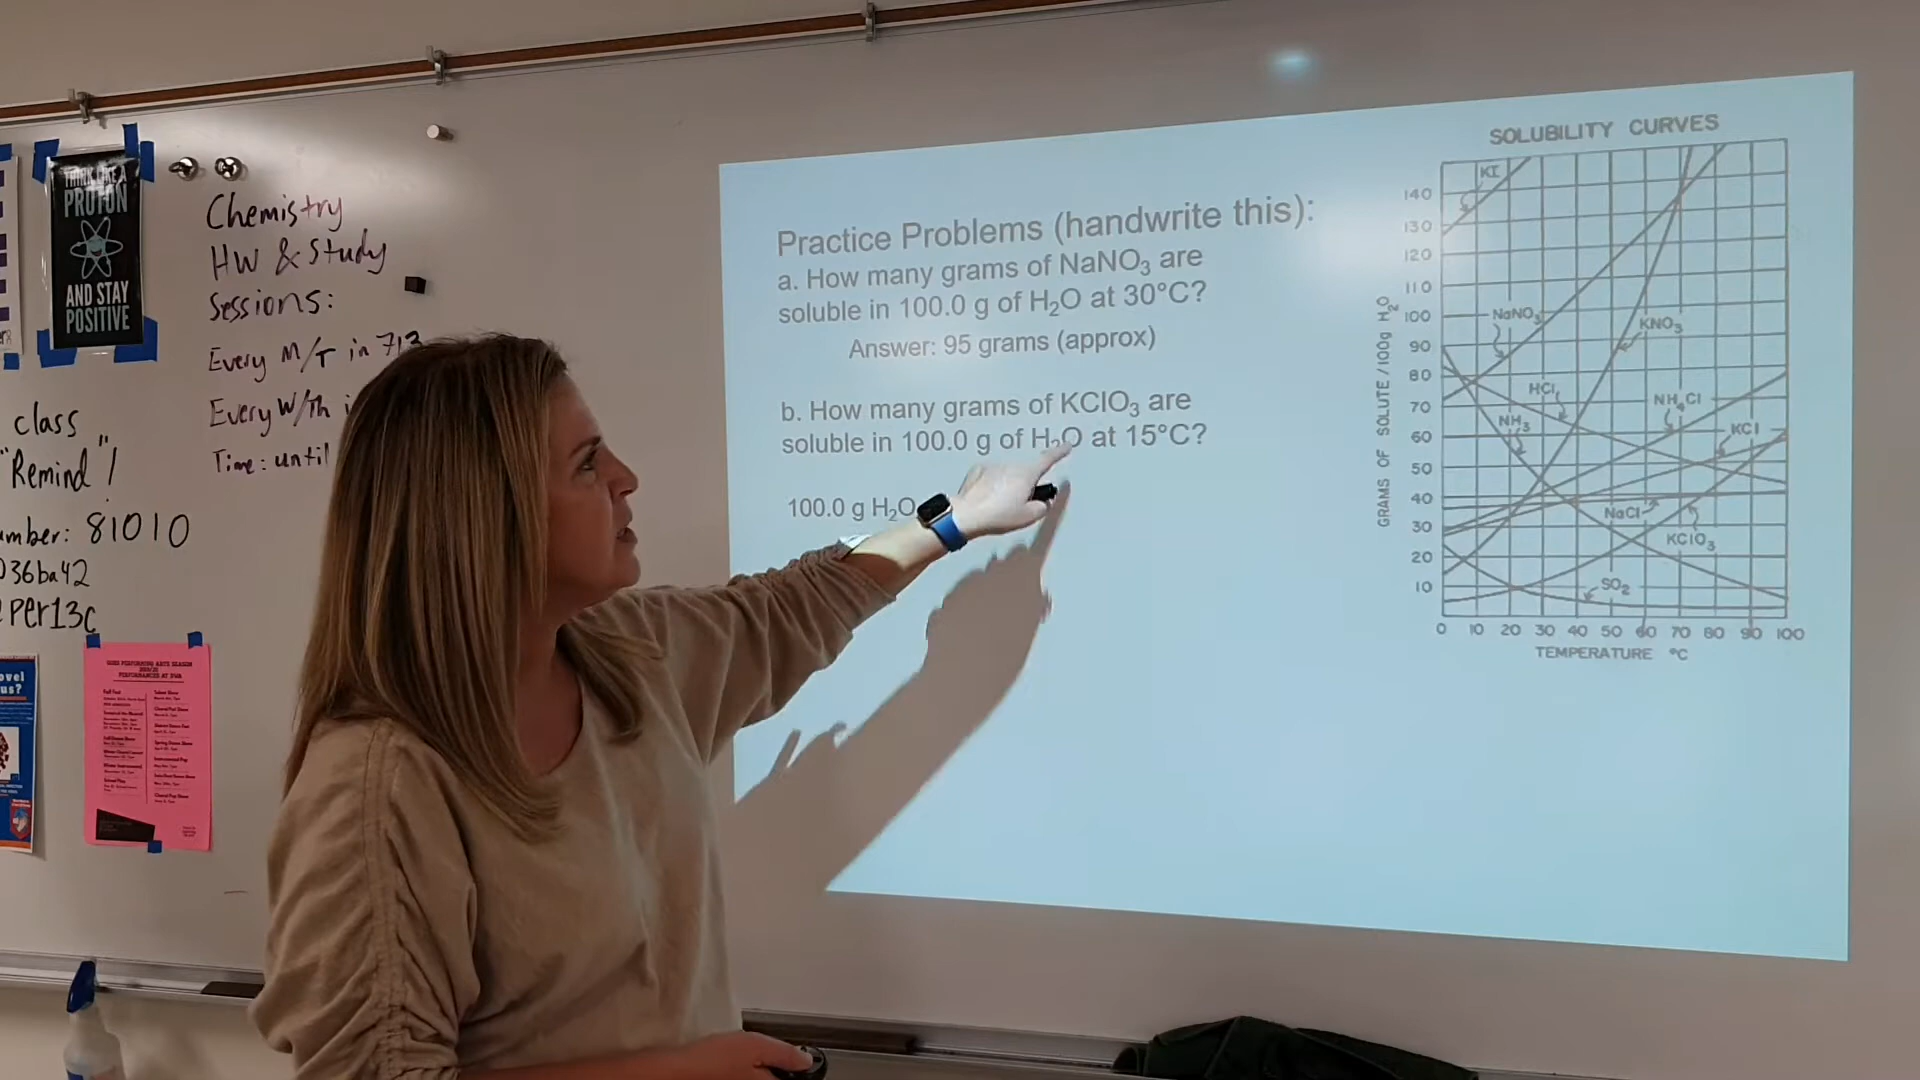 THINK LIKE A
PROTON
AND STAY
POSITIVE
Chemistry
HW & Study
Sessions:
Every M/T in 713
Every W/Th
Time: until
class
"Remind"!
81010
036ba42
per13c
Practice Problems (handwrite this):
a. How many grams of NaNO₃ are
soluble in 100.0 g of H₂O at 30°C?
Answer: 95 grams (approx)
b. How many grams of KClO₃ are
soluble in 100.0 g of H₂O at 15°C?
100.0 g H₂O
SOLUBILITY CURVES
GRAMS OF SOLUTE/100g H₂O
140
130
120
110
100
90
80
70
60
50
40
30
20
10
KI
NaNO₃
KNO₃
HCl
NH₄Cl
NH₃
KCl
NaCl
KClO₃
SO₂
0 10 20 30 40 50 60 70 80 90 100
TEMPERATURE °C